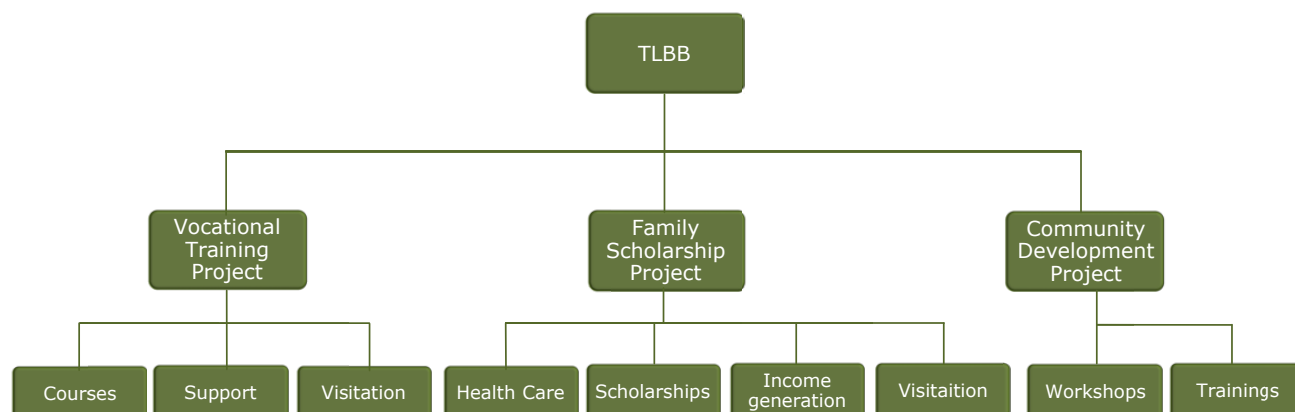 TLBB
Vocational
Training
Project
Family
Scholarship
Project
Community
Development
Project
Courses
Support
Visitation
Health Care
Scholarships
Income
generation
Visitaition
Workshops
Trainings